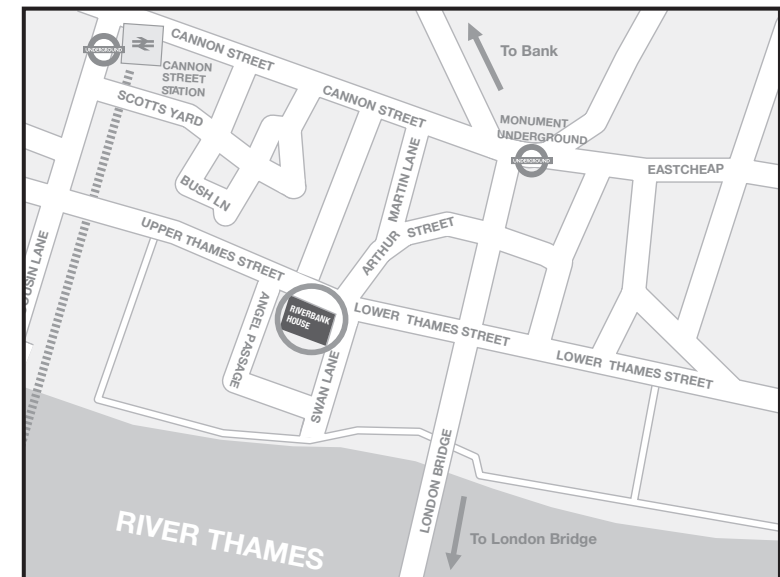 CANNON STREET
To Bank
UNDERGROUND
CANNON
STREET
STATION
SCOTTS YARD
CANNON STREET
MONUMENT
UNDERGROUND
UNDERGROUND
EASTCHEAP
MARTIN LANE
BUSH LN
UPPER THAMES STREET
ARTHUR STREET
ANGEL PASSAGE
RIVERBANK
HOUSE
LOWER THAMES STREET
LOWER THAMES STREET
SWAN LANE
LONDON BRIDGE
RIVER THAMES
To London Bridge